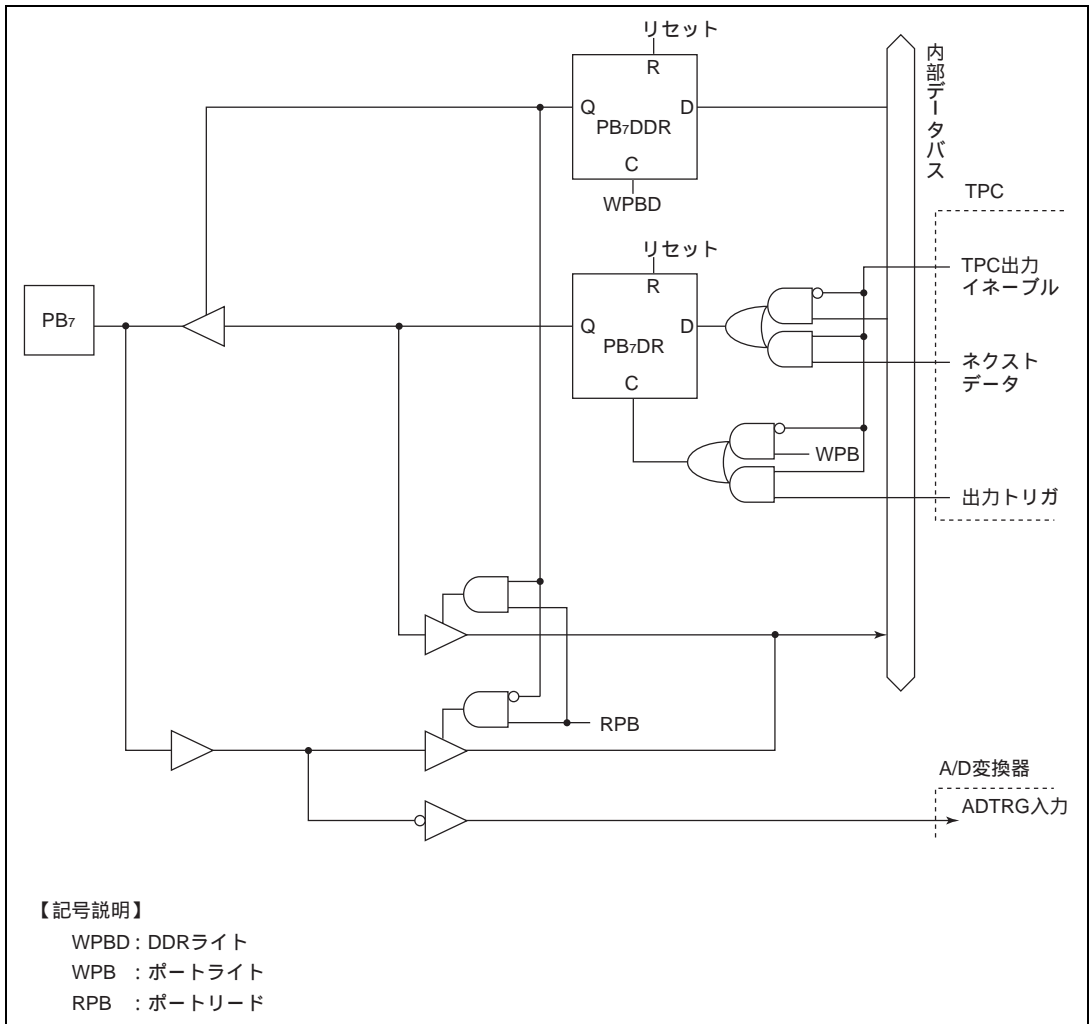 リセット
R
Q
D
PB7DDR
C
WPBD
内部データバス
TPC
リセット
R
Q
D
PB7DR
C
PB7
TPC出力
イネーブル
ネクスト
データ
WPB
出力トリガ
RPB
A/D変換器
ADTRG入力
【記号説明】
WPBD : DDRライト
WPB : ポートライト
RPB : ポートリード